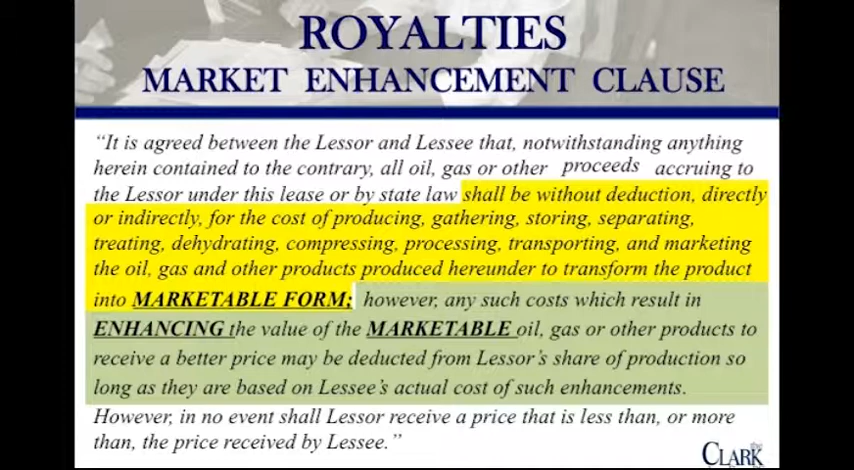 ROYALTIES
MARKET ENHANCEMENT CLAUSE
“It is agreed between the Lessor and Lessee that, notwithstanding anything
herein contained to the contrary, all oil, gas or other proceeds accruing to
the Lessor under this lease or by state law shall be without deduction, directly
or indirectly, for the cost of producing, gathering, storing, separating,
treating, dehydrating, compressing, processing, transporting, and marketing
the oil, gas and other products produced hereunder to transform the product
into MARKETABLE FORM; however, any such costs which result in
ENHANCING the value of the MARKETABLE oil, gas or other products to
receive a better price may be deducted from Lessor’s share of production so
long as they are based on Lessee’s actual cost of such enhancements.
However, in no event shall Lessor receive a price that is less than, or more
than, the price received by Lessee.”
the
CLARK